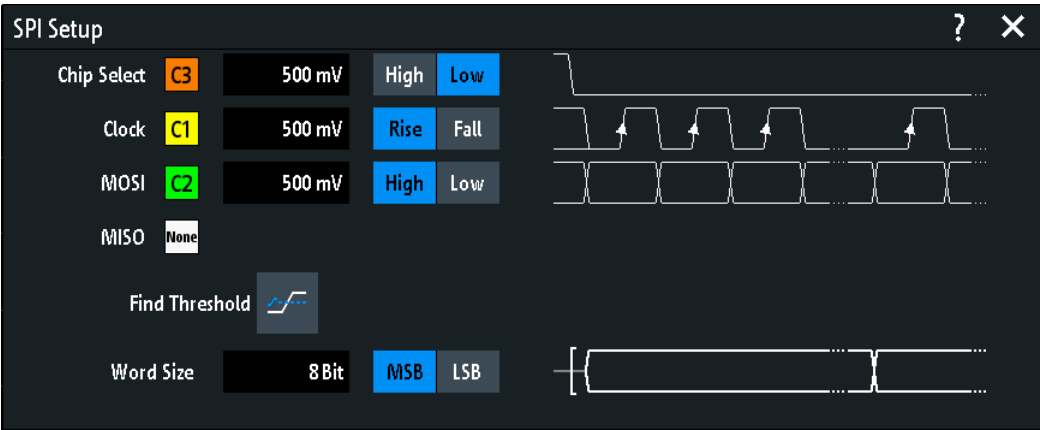 SPI Setup ? X
Chip Select C3 500 mV High Low
Clock C1 500 mV Rise Fall
MOSI C2 500 mV High Low
MISO None
Find Threshold
Word Size 8 Bit MSB LSB